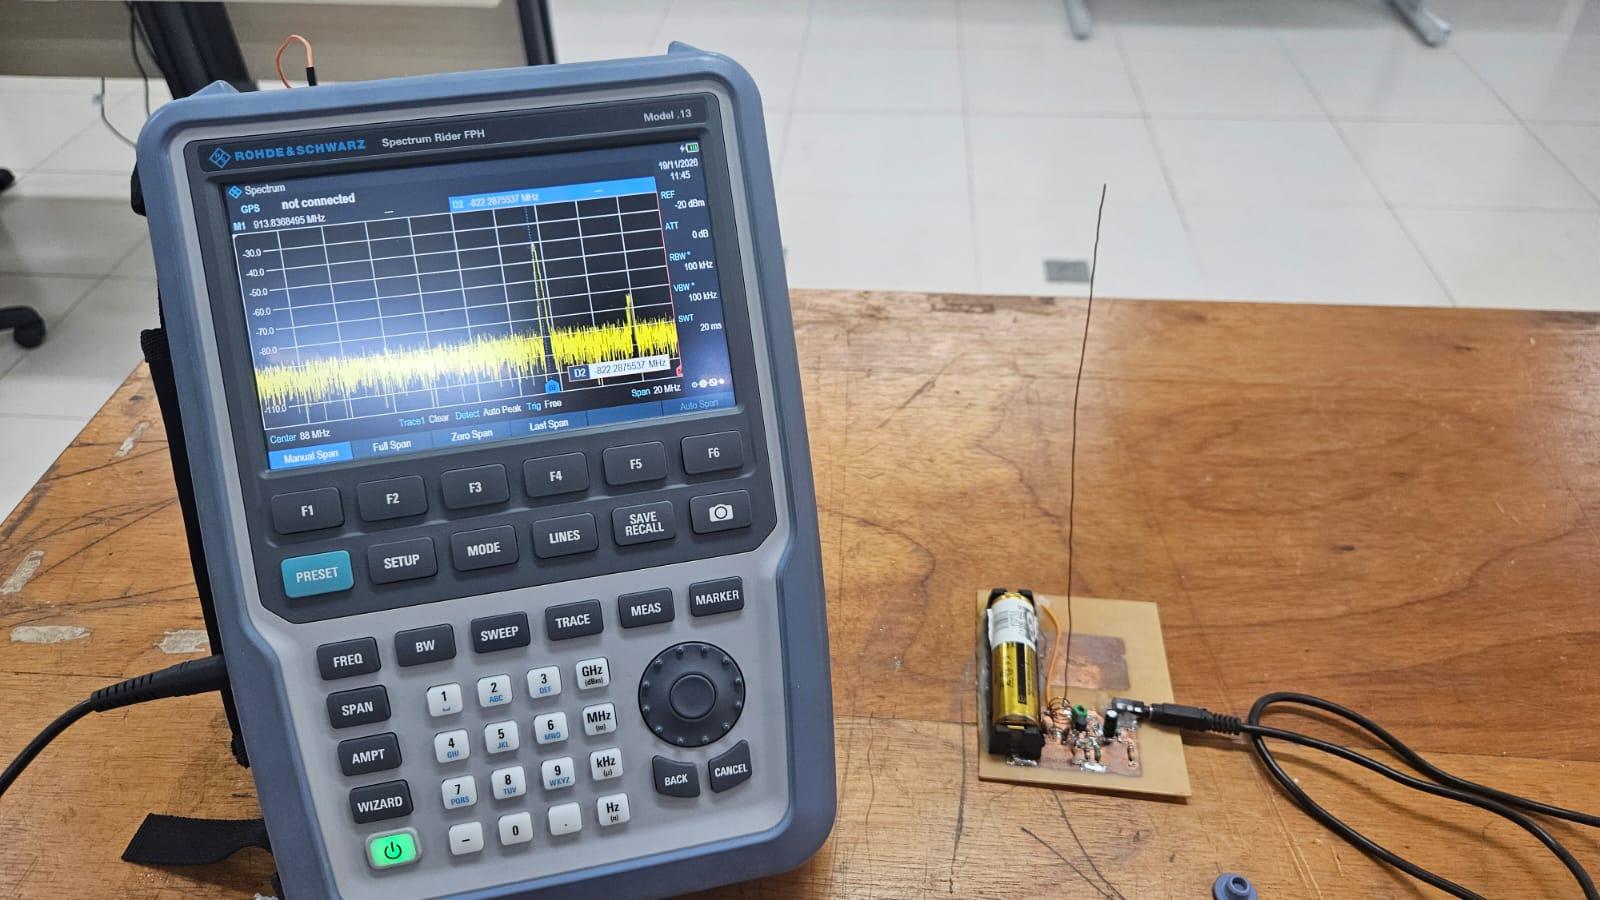 ROHDE & SCHWARZ Spectrum Rider FPH Model .13
Spectrum
19/11/2026
11:45
GPS not connected
D2 -822.2875537 MHz
M1 913.8368495 MHz
REF
-20 dBm
ATT
0 dB
RBW*
100 kHz
VBW*
100 kHz
SWT
20 ms
-30.0
-40.0
-50.0
-60.0
-70.0
-80.0
-110.0
D2 -822.2875537 MHz
D2
Trace1 Clear Detect Auto Peak Trig Free
Center 88 MHz Span 20 MHz
Manual Span Full Span Zero Span Last Span Auto Span
F1 F2 F3 F4 F5 F6
PRESET SETUP MODE LINES SAVE RECALL
FREQ BW SWEEP TRACE MEAS MARKER
SPAN 1 2 ABC 3 DEF GHz (dBm)
AMPT 4 GHI 5 JKL 6 MNO MHz (m)
WIZARD 7 PQRS 8 TUV 9 WXYZ kHz (µ)
– 0 . Hz (n)
BACK CANCEL